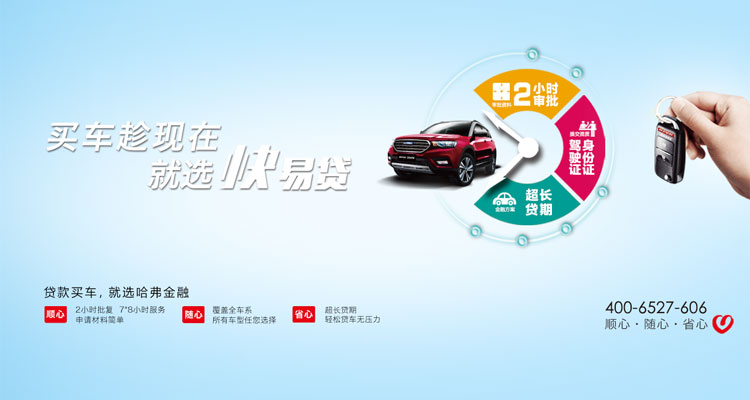 买车趁现在
就选快易贷
审批资料
2小时
审批
提交资质
身份证
驾驶证
金融方案
超长
贷期
贷款买车，就选哈弗金融
顺心
2小时批复 7*8小时服务
申请材料简单
随心
覆盖全车系
所有车型任您选择
省心
超长贷期
轻松贷车无压力
400-6527-606
顺心·随心·省心